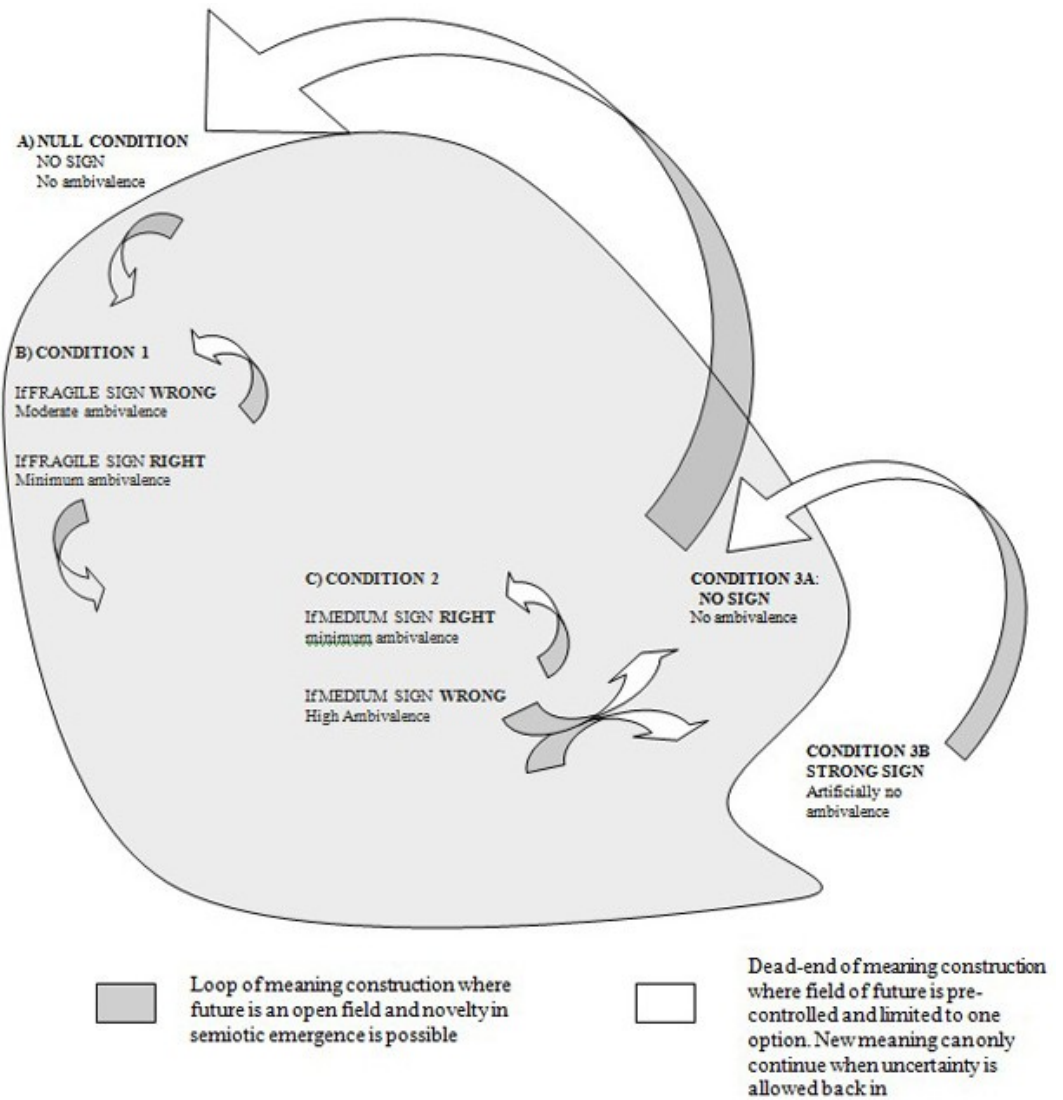 A) NULL CONDITION
NO SIGN
No ambivalence
B) CONDITION 1
If FRAGILE SIGN WRONG
Moderate ambivalence
If FRAGILE SIGN RIGHT
Minimum ambivalence
C) CONDITION 2
If MEDIUM SIGN RIGHT
minimum ambivalence
If MEDIUM SIGN WRONG
High Ambivalence
CONDITION 3A:
NO SIGN
No ambivalence
CONDITION 3B
STRONG SIGN
Artificially no
ambivalence
Loop of meaning construction where
future is an open field and novelty in
semiotic emergence is possible
Dead-end of meaning construction
where field of future is pre-
controlled and limited to one
option. New meaning can only
continue when uncertainty is
allowed back in